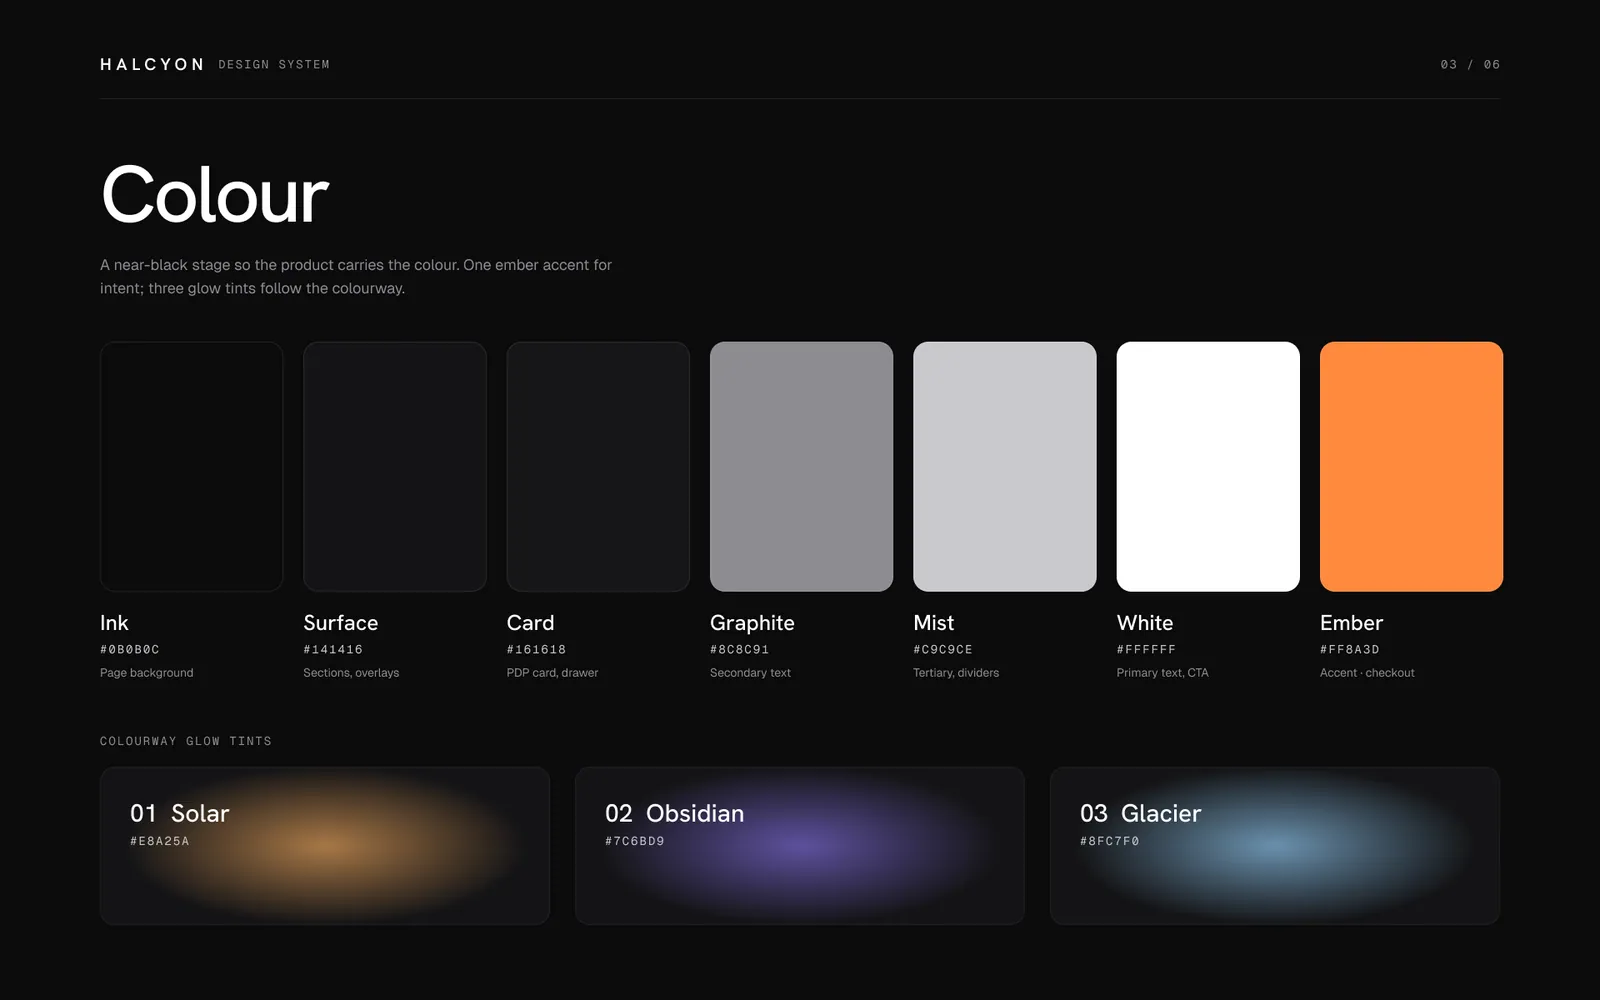 HALCYON DESIGN SYSTEM
03 / 06
Colour
A near-black stage so the product carries the colour. One ember accent for
intent; three glow tints follow the colourway.
Ink
#0B0B0C
Page background
Surface
#141416
Sections, overlays
Card
#161618
PDP card, drawer
Graphite
#8C8C91
Secondary text
Mist
#C9C9CE
Tertiary, dividers
White
#FFFFFF
Primary text, CTA
Ember
#FF8A3D
Accent · checkout
COLOURWAY GLOW TINTS
01 Solar
#E8A25A
02 Obsidian
#7C6BD9
03 Glacier
#8FC7F0